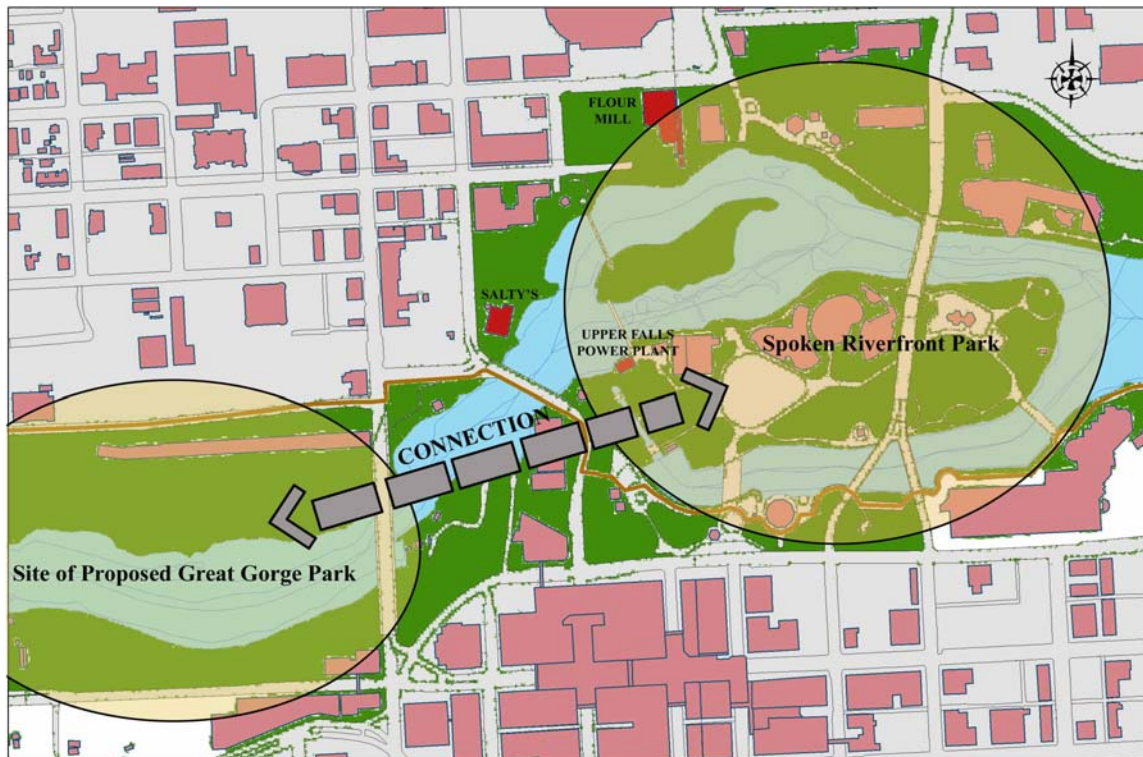 FLOUR
MILL
SALTY'S
UPPER FALLS
POWER PLANT
Spoken Riverfront Park
CONNECTION
Site of Proposed Great Gorge Park